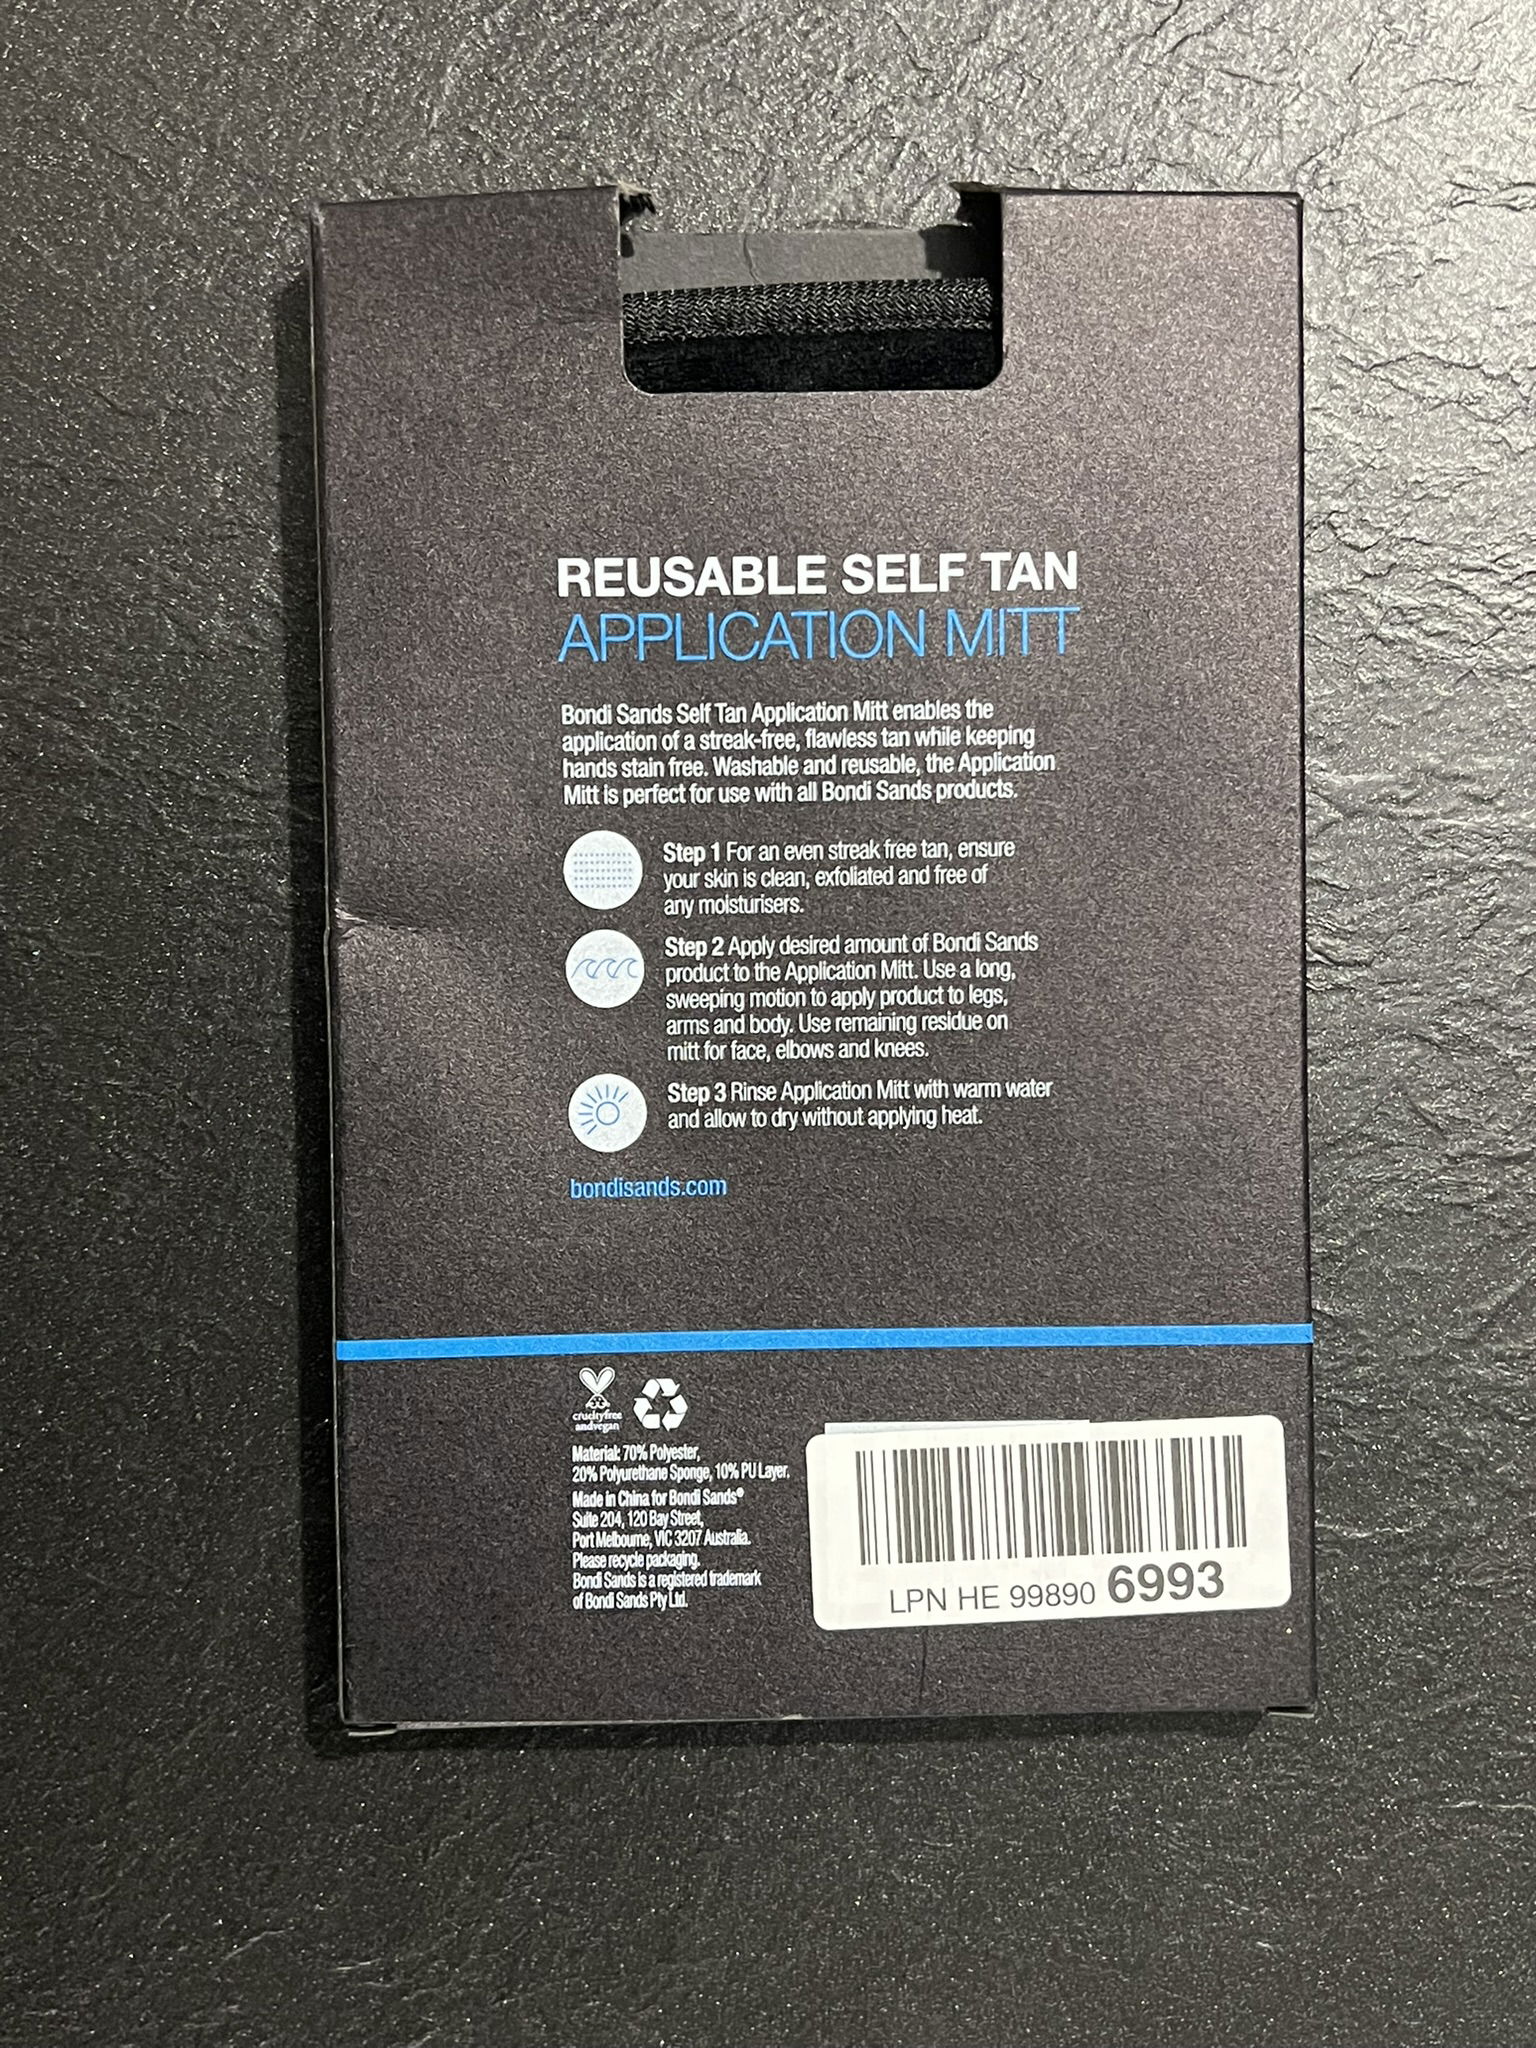 REUSABLE SELF TAN
APPLICATION MITT
Bondi Sands Self Tan Application Mitt enables the
application of a streak-free, flawless tan while keeping
hands stain free. Washable and reusable, the Application
Mitt is perfect for use with all Bondi Sands products.
Step 1 For an even streak free tan, ensure
your skin is clean, exfoliated and free of
any moisturisers.
Step 2 Apply desired amount of Bondi Sands
product to the Application Mitt. Use a long,
sweeping motion to apply product to legs,
arms and body. Use remaining residue on
mitt for face, elbows and knees.
Step 3 Rinse Application Mitt with warm water
and allow to dry without applying heat.
bondisands.com
crueltyfree
andvegan
Material: 70% Polyester,
20% Polyurethane Sponge, 10% PU Layer.
Made in China for Bondi Sands®
Suite 204, 120 Bay Street,
Port Melbourne, VIC 3207 Australia.
Please recycle packaging.
Bondi Sands is a registered trademark
of Bondi Sands Pty Ltd.
LPN HE 99890 6993